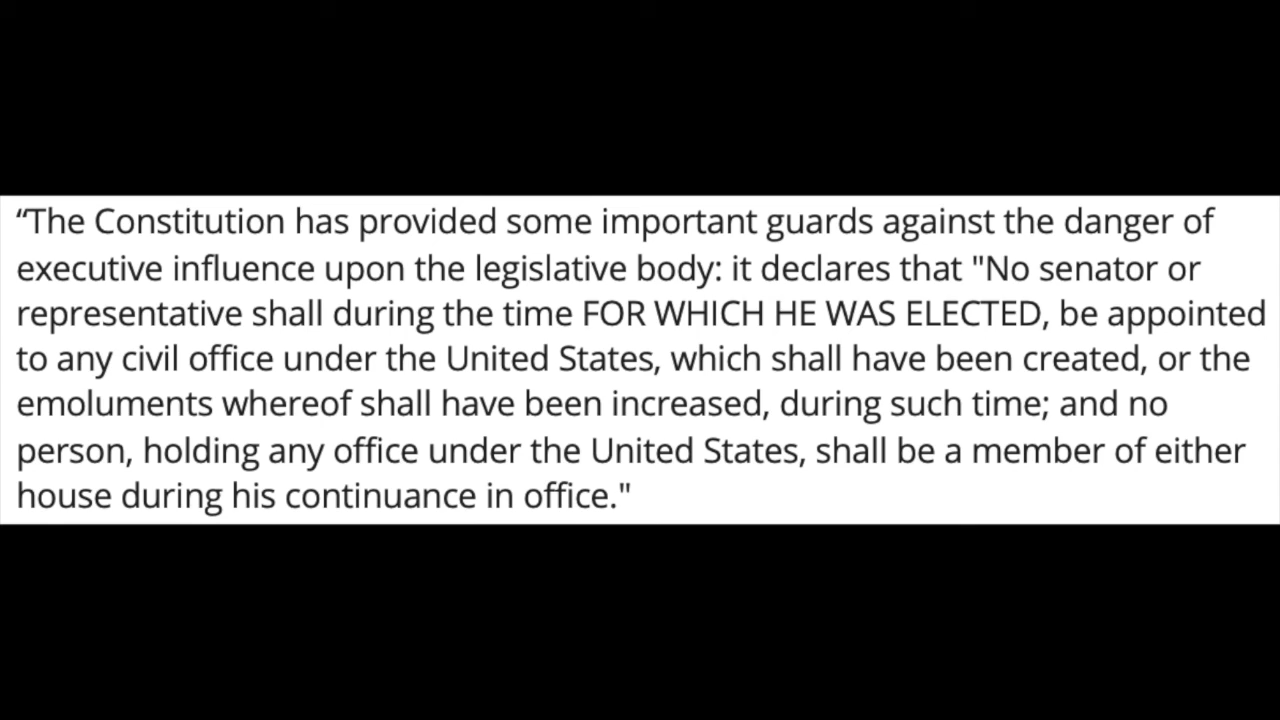 “The Constitution has provided some important guards against the danger of
executive influence upon the legislative body: it declares that "No senator or
representative shall during the time FOR WHICH HE WAS ELECTED, be appointed
to any civil office under the United States, which shall have been created, or the
emoluments whereof shall have been increased, during such time; and no
person, holding any office under the United States, shall be a member of either
house during his continuance in office."